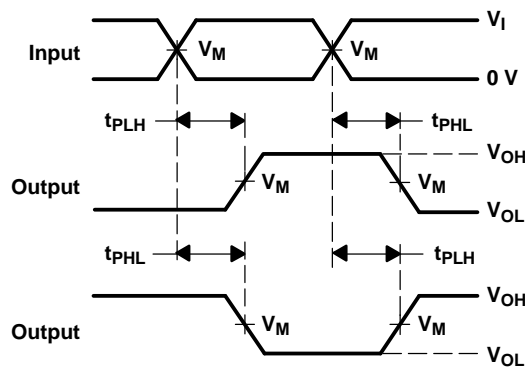 V_I
Input
V_M
V_M
0 V
t_PLH
t_PHL
V_OH
Output
V_M
V_M
V_OL
t_PHL
t_PLH
V_OH
Output
V_M
V_M
V_OL